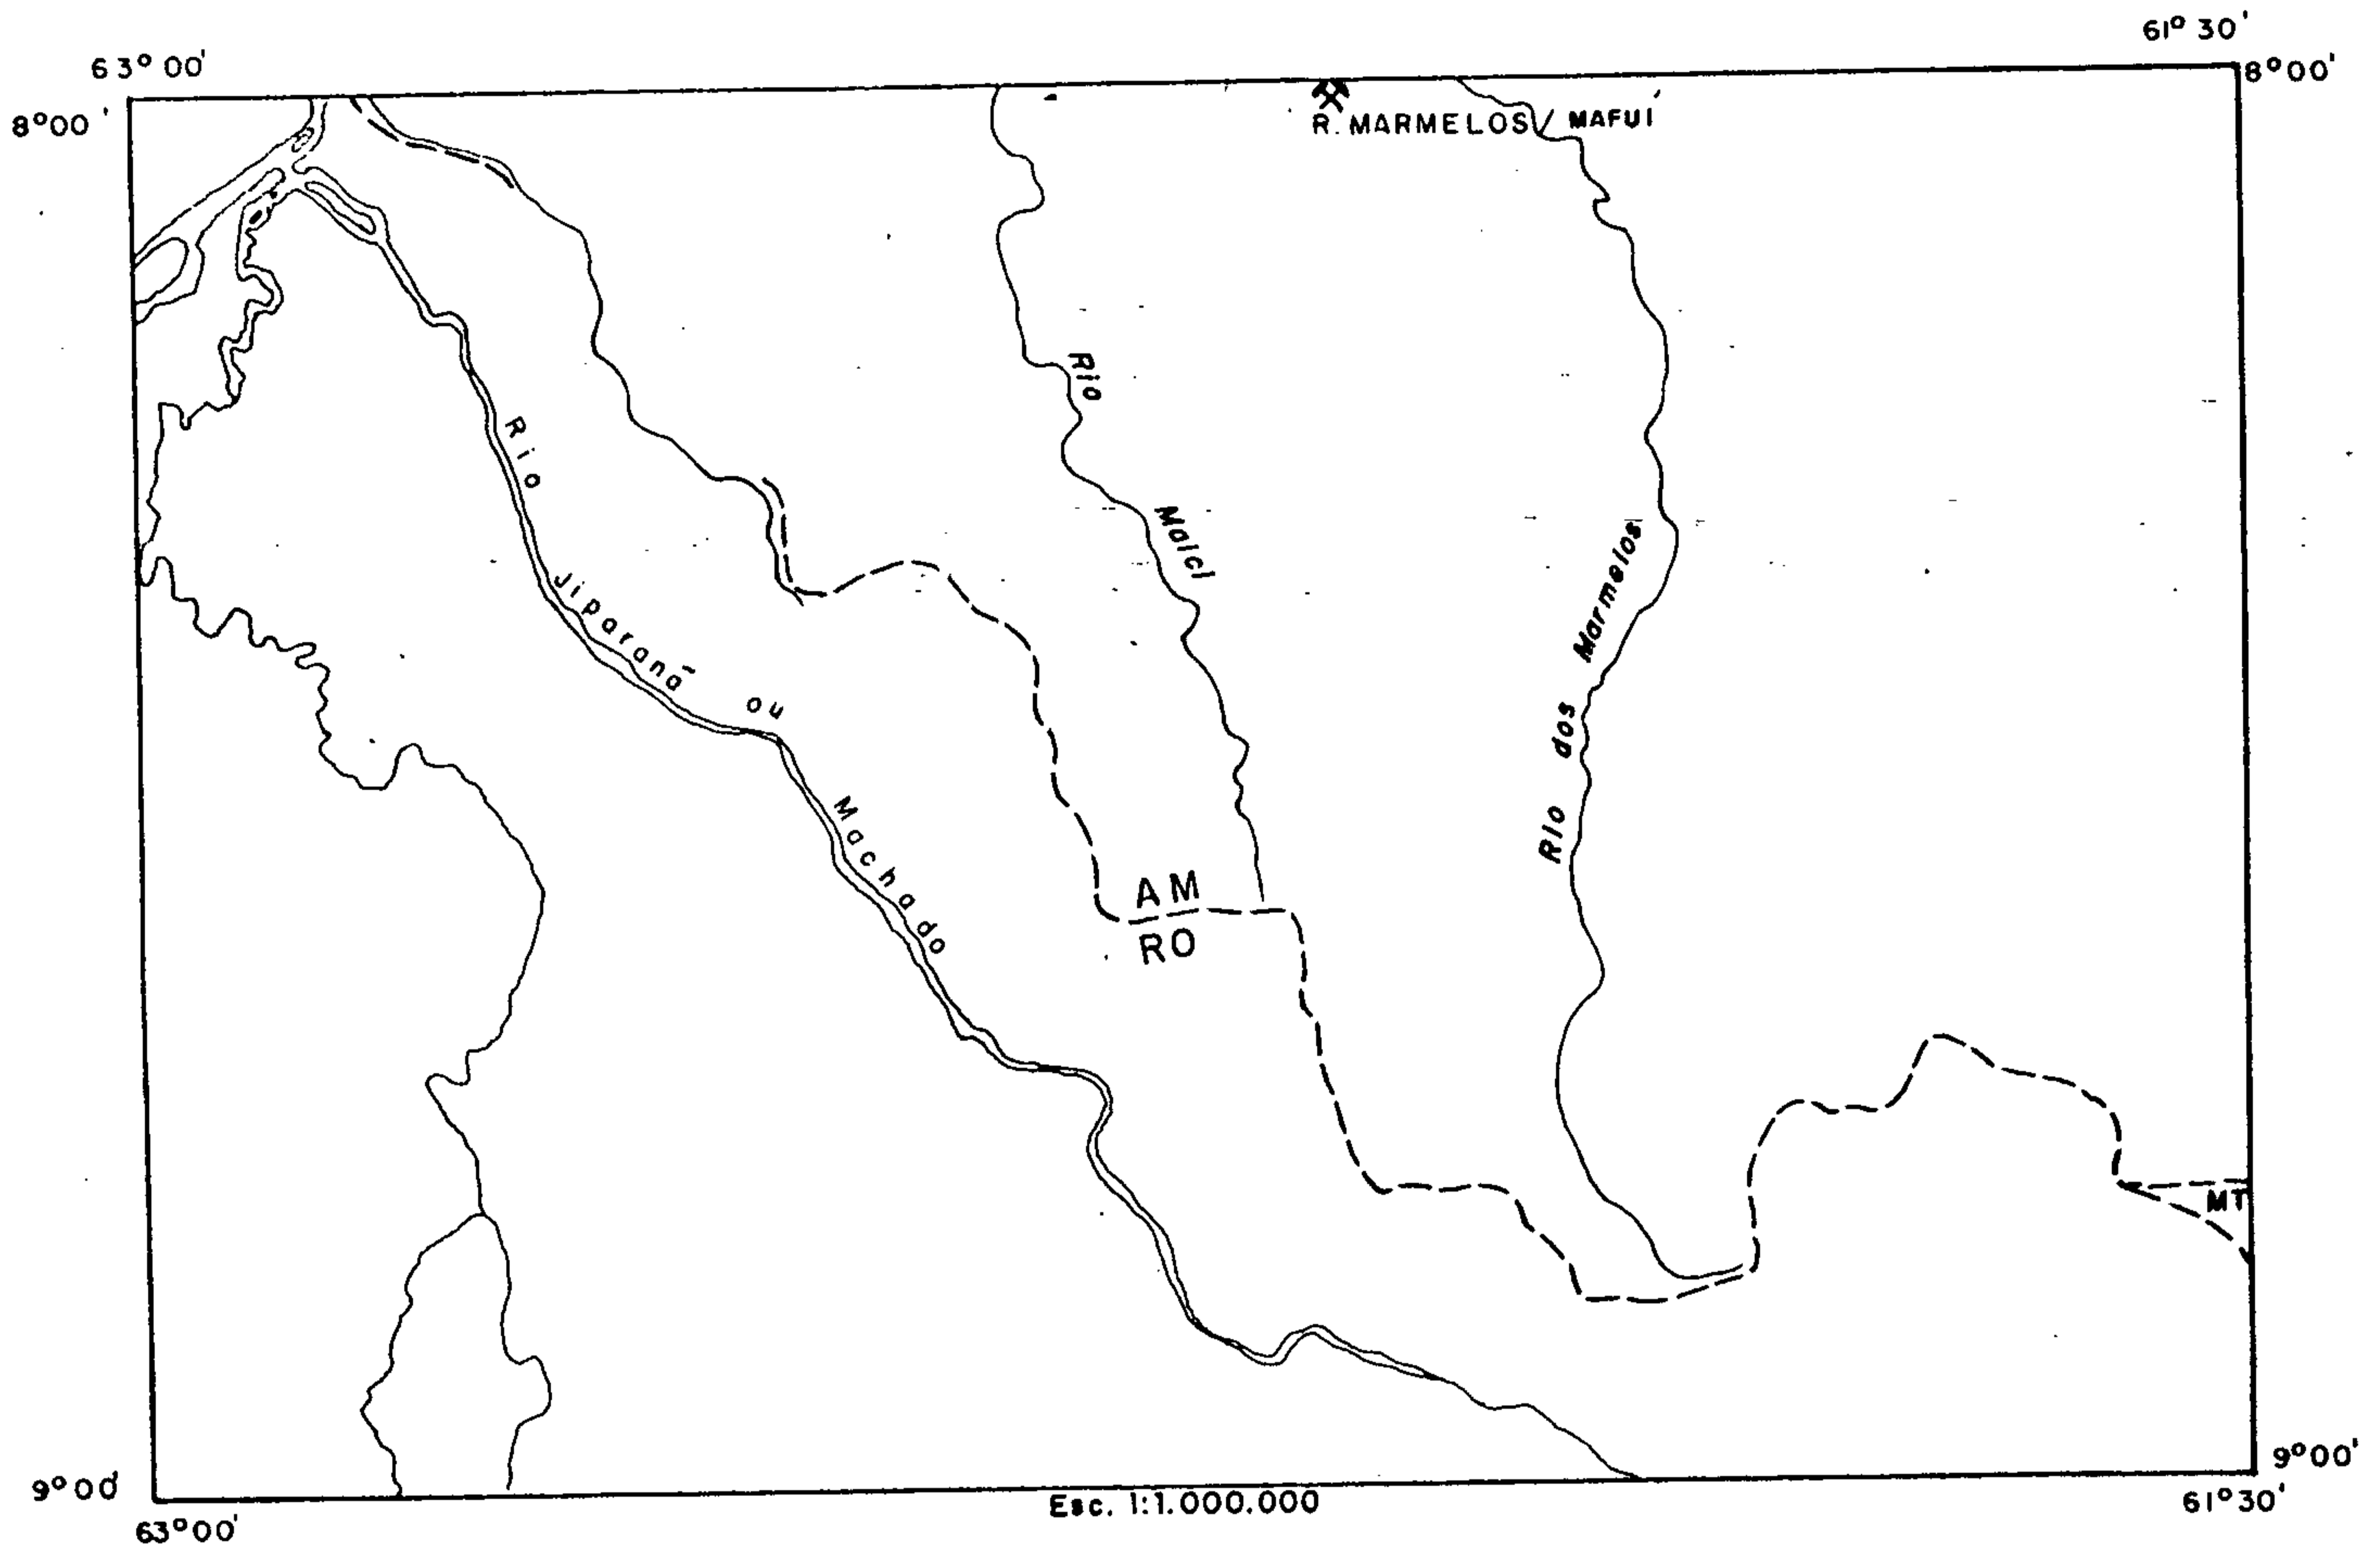 61° 30'
63° 00'
8°00'
8°00'
R. MARMELOS / MAFUI
Rio
Maici
Rio
Jiparanã
ou
Machado
Rio dos Marmelos
AM
RO
MT
9°00'
9°00'
Esc. 1:1.000.000
61°30'
63°00'